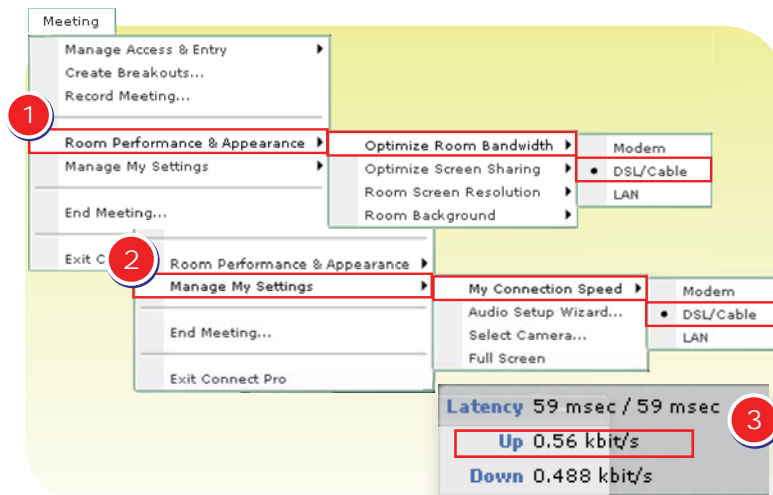 Meeting
Manage Access & Entry
Create Breakouts...
Record Meeting...
1
Room Performance & Appearance
Manage My Settings
End Meeting...
Exit C
Optimize Room Bandwidth
Optimize Screen Sharing
Room Screen Resolution
Room Background
Modem
DSL/Cable
LAN
2
Room Performance & Appearance
Manage My Settings
End Meeting...
Exit Connect Pro
My Connection Speed
Audio Setup Wizard...
Select Camera...
Full Screen
Modem
DSL/Cable
LAN
Latency 59 msec / 59 msec
3
Up 0.56 kbit/s
Down 0.488 kbit/s